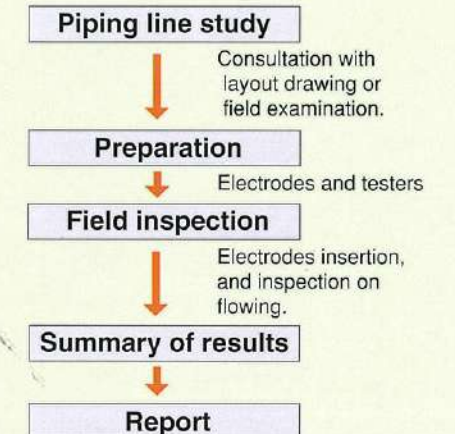 Piping line study
Consultation with
layout drawing or
field examination.
Preparation
Electrodes and testers
Field inspection
Electrodes insertion,
and inspection on
flowing.
Summary of results
Report